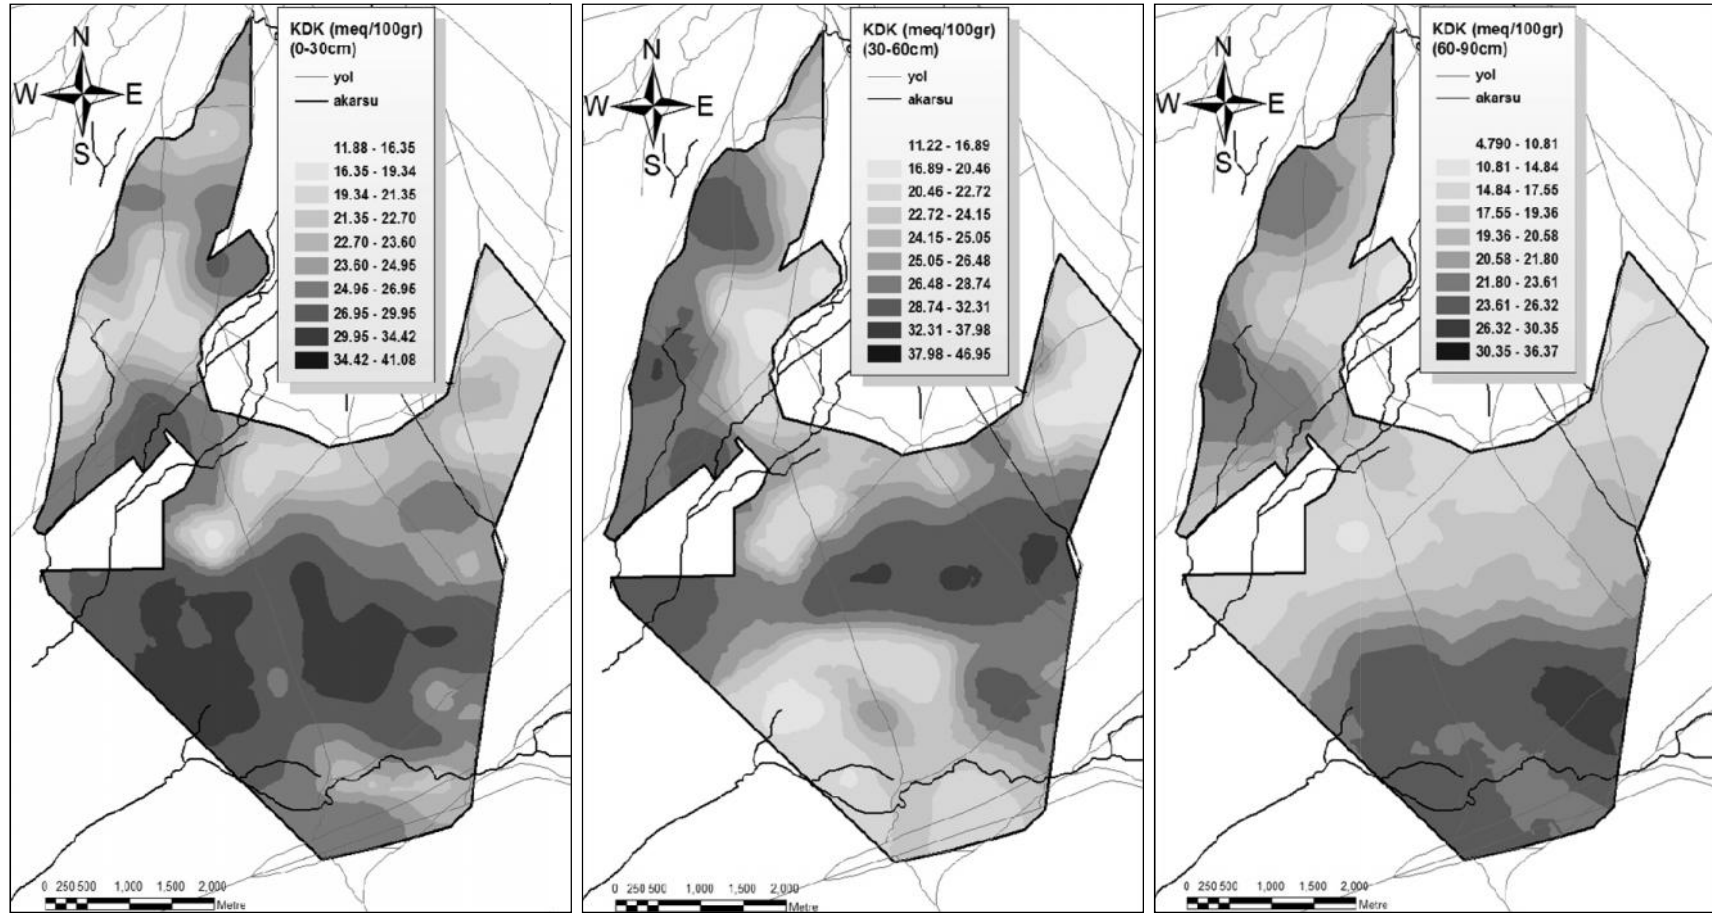 KDK (meq/100gr)
(0-30cm)
yol
akarsu
11.88 - 16.35
16.35 - 19.34
19.34 - 21.35
21.35 - 22.70
22.70 - 23.60
23.60 - 24.95
24.95 - 26.95
26.95 - 29.95
29.95 - 34.42
34.42 - 41.08
N
W E
S
0 250 500 1,000 1,500 2,000
Metre
KDK (meq/100gr)
(30-60cm)
yol
akarsu
11.22 - 16.89
16.89 - 20.46
20.46 - 22.72
22.72 - 24.15
24.15 - 25.05
25.05 - 26.48
26.48 - 28.74
28.74 - 32.31
32.31 - 37.98
37.98 - 46.95
N
W E
S
0 250 500 1,000 1,500 2,000
Metre
KDK (meq/100gr)
(60-90cm)
yol
akarsu
4.790 - 10.81
10.81 - 14.84
14.84 - 17.55
17.55 - 19.36
19.36 - 20.58
20.58 - 21.80
21.80 - 23.61
23.61 - 26.32
26.32 - 30.35
30.35 - 36.37
N
W E
S
0 250 500 1,000 1,500 2,000
Metre